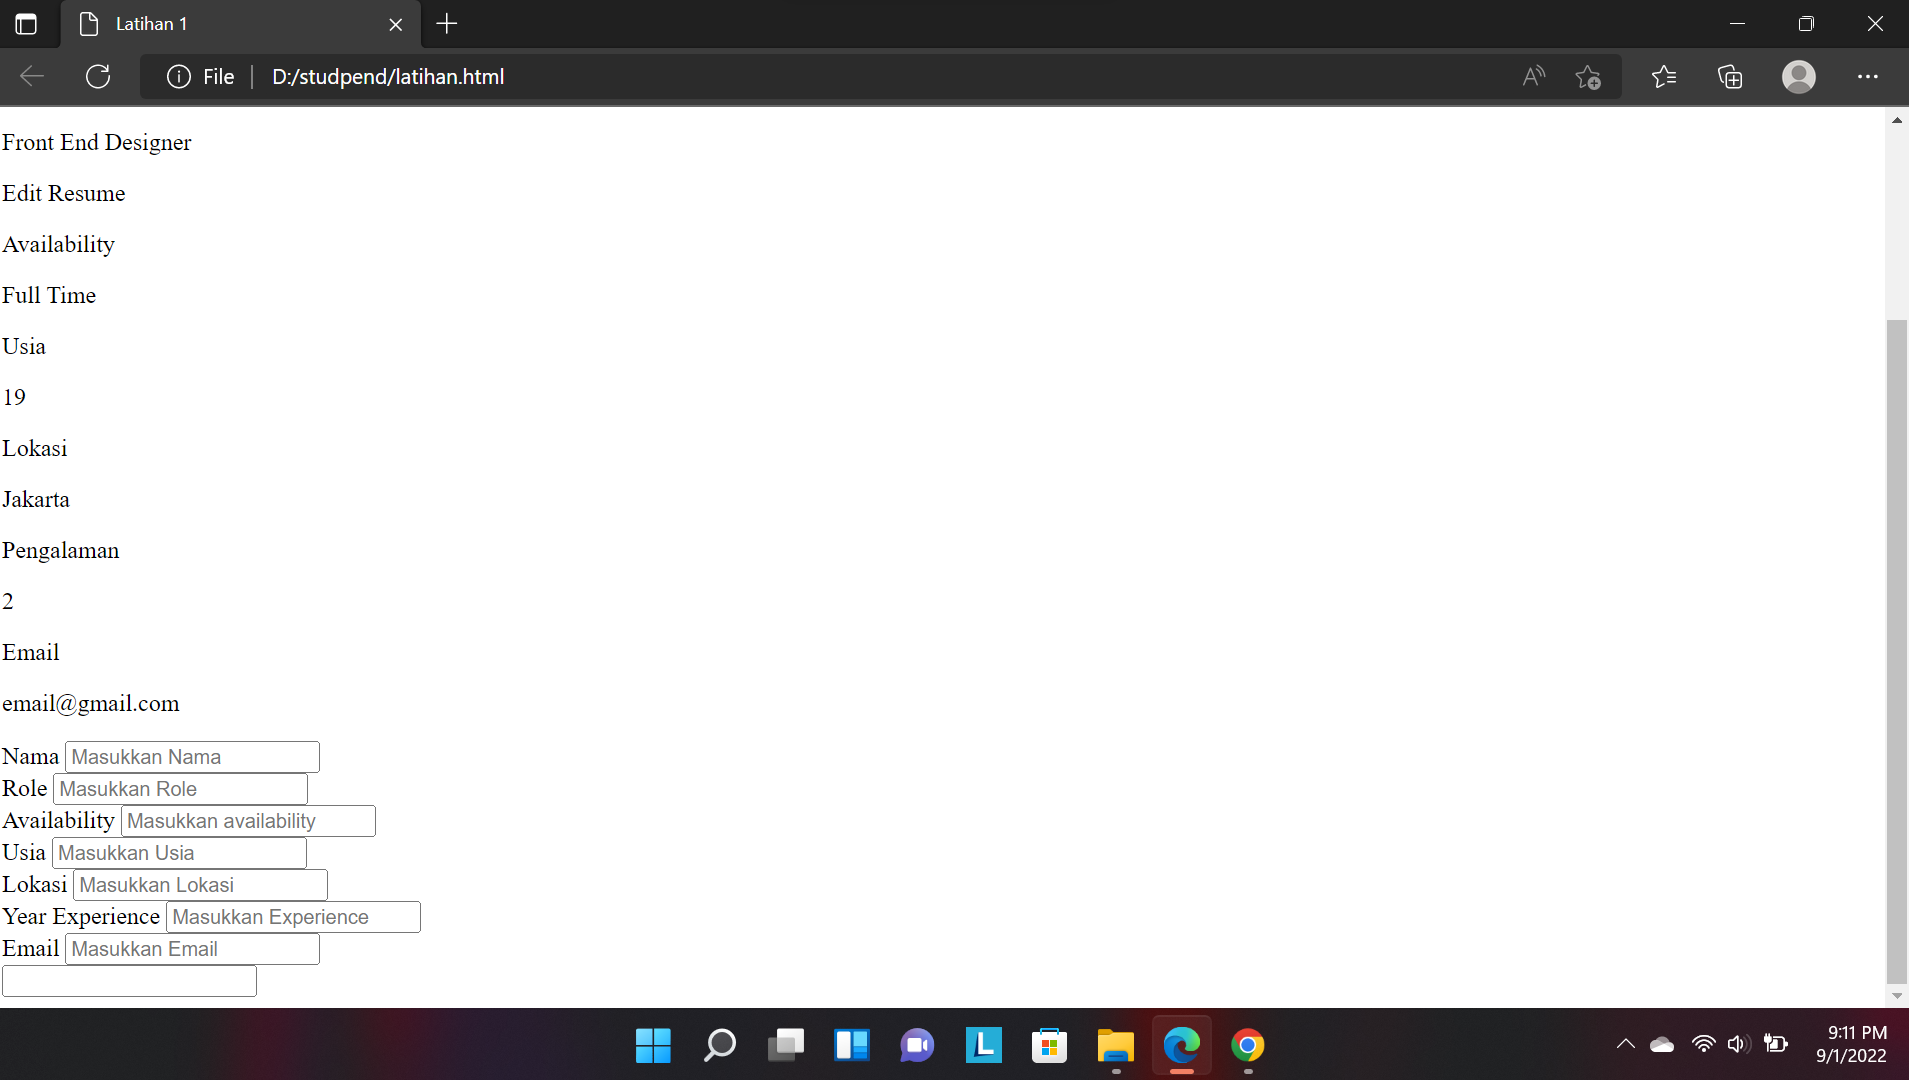 Latihan 1
File
D:/studpend/latihan.html
Front End Designer
Edit Resume
Availability
Full Time
Usia
19
Lokasi
Jakarta
Pengalaman
2
Email
email@gmail.com
Nama Masukkan Nama
Role Masukkan Role
Availability Masukkan availability
Usia Masukkan Usia
Lokasi Masukkan Lokasi
Year Experience Masukkan Experience
Email Masukkan Email
L
9:11 PM
9/1/2022